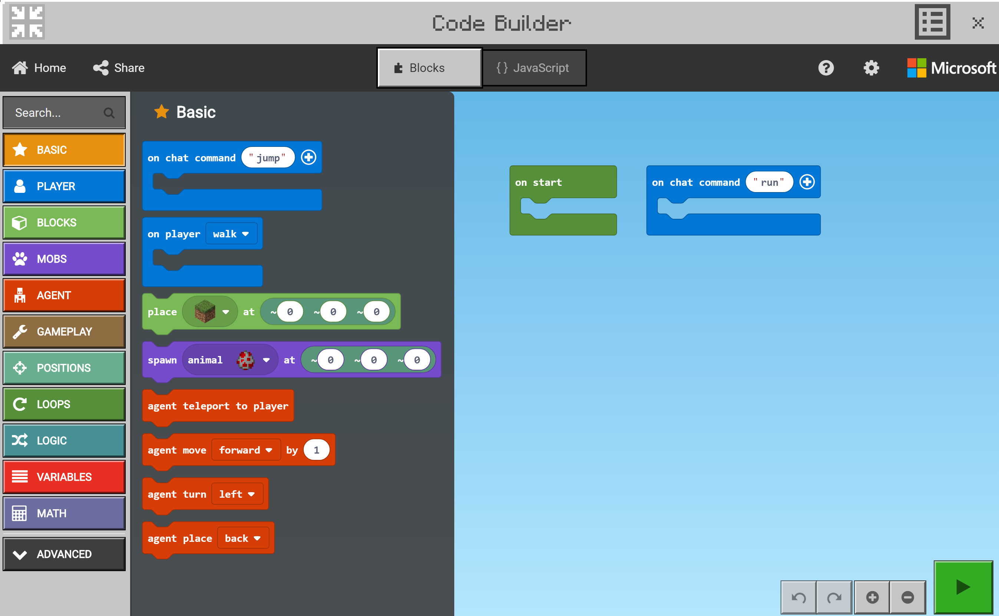 Code Builder
x
Home
Share
Blocks
{} JavaScript
?
Microsoft
Search...
BASIC
PLAYER
BLOCKS
MOBS
AGENT
GAMEPLAY
POSITIONS
LOOPS
LOGIC
VARIABLES
MATH
ADVANCED
Basic
on chat command "jump"
on player walk
place at ~0 ~0 ~0
spawn animal at ~0 ~0 ~0
agent teleport to player
agent move forward by 1
agent turn left
agent place back
on start
on chat command "run"